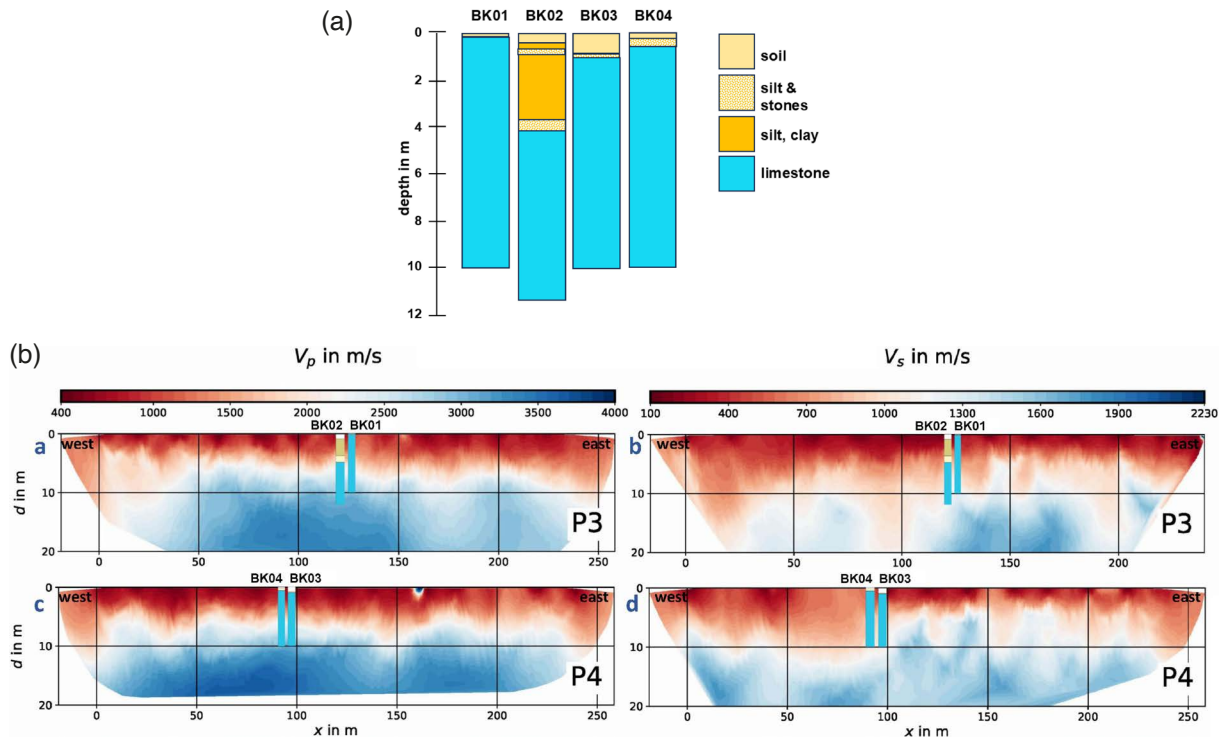 (a)
BK01 BK02 BK03 BK04
0
2
4
6
8
10
12
depth in m
soil
silt &
stones
silt, clay
limestone
(b)
Vp in m/s
400 1000 1500 2000 2500 3000 3500 4000
Vs in m/s
100 400 700 1000 1300 1600 1900 2230
BK02 BK01
a
west
east
0
10
20
d in m
P3
0 50 100 150 200 250
BK02 BK01
b
west
east
0
10
20
P3
0 50 100 150 200
BK04 BK03
c
west
east
0
10
20
d in m
P4
0 50 100 150 200 250
x in m
BK04 BK03
d
west
east
0
10
20
P4
0 50 100 150 200 250
x in m